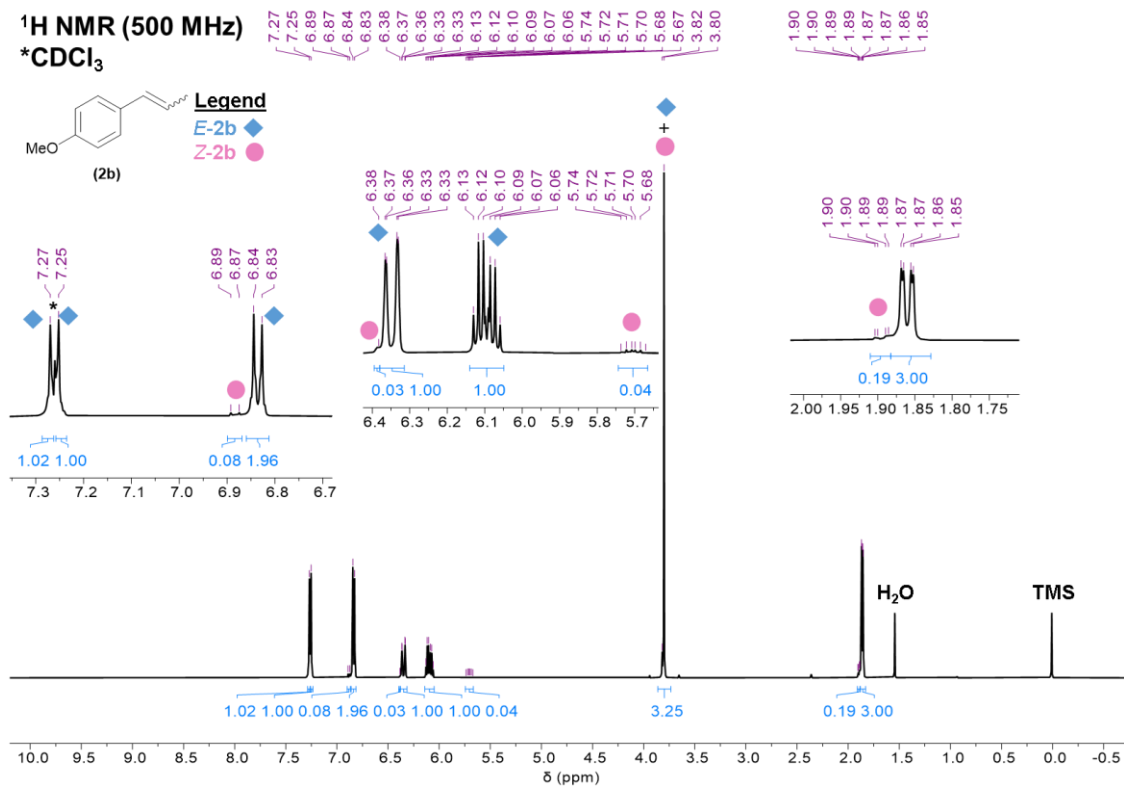 ¹H NMR (500 MHz)
*CDCl₃
7.27 7.25 6.89 6.87 6.84 6.83 6.38 6.37 6.36 6.33 6.33 6.13 6.12 6.10 6.09 6.07 6.06 5.74 5.72 5.71 5.70 5.68 5.67 3.82 3.80
1.90 1.90 1.89 1.89 1.87 1.87 1.86 1.85
MeO
(2b)
Legend
E-2b
Z-2b
+
6.38 6.37 6.36 6.33 6.33 6.13 6.12 6.10 6.09 6.07 6.06 5.74 5.72 5.71 5.70 5.68
1.90 1.90 1.89 1.89 1.87 1.87 1.86 1.85
7.27 7.25 6.89 6.87 6.84 6.83
*
0.03 1.00 1.00 0.04
6.4 6.3 6.2 6.1 6.0 5.9 5.8 5.7
0.19 3.00
2.00 1.95 1.90 1.85 1.80 1.75
1.02 1.00 0.08 1.96
7.3 7.2 7.1 7.0 6.9 6.8 6.7
H₂O
TMS
1.02 1.00 0.08 1.96 0.03 1.00 1.00 0.04 3.25 0.19 3.00
10.0 9.5 9.0 8.5 8.0 7.5 7.0 6.5 6.0 5.5 5.0 4.5 4.0 3.5 3.0 2.5 2.0 1.5 1.0 0.5 0.0 -0.5
δ (ppm)